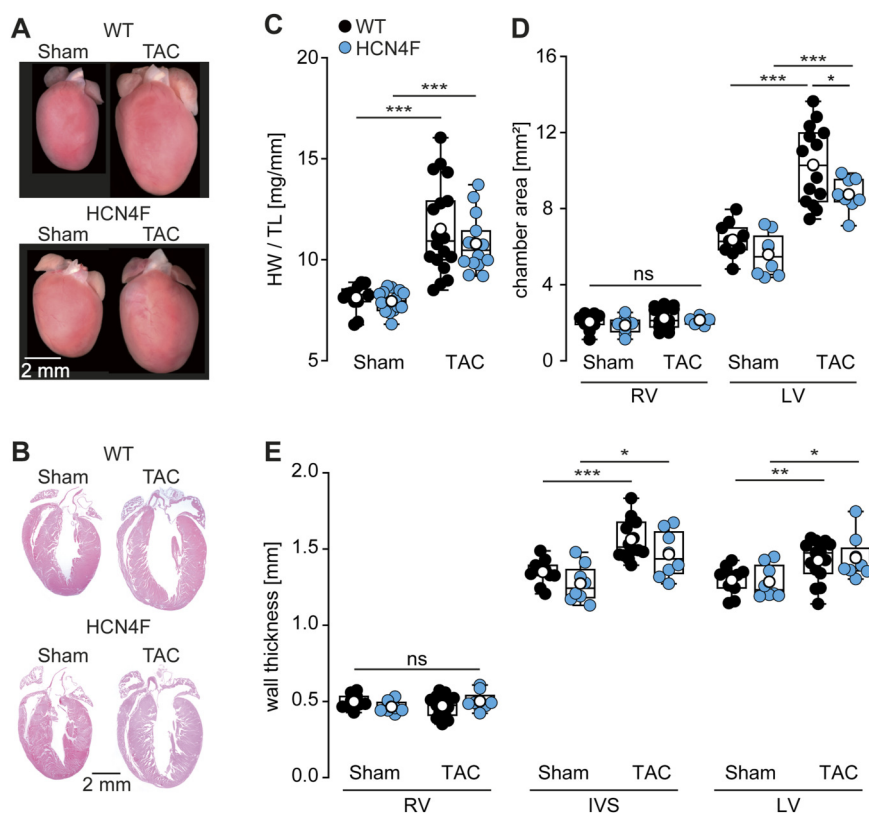 A
WT
Sham TAC
HCN4F
Sham TAC
2 mm
B
WT
Sham TAC
HCN4F
Sham TAC
2 mm
C
WT
HCN4F
HW / TL [mg/mm]
20
15
10
5
***
***
Sham TAC
D
chamber area [mm²]
16
12
8
4
0
***
***
*
ns
Sham TAC Sham TAC
RV LV
E
wall thickness [mm]
2.0
1.5
1.0
0.5
0.0
*
***
*
**
ns
Sham TAC Sham TAC Sham TAC
RV IVS LV